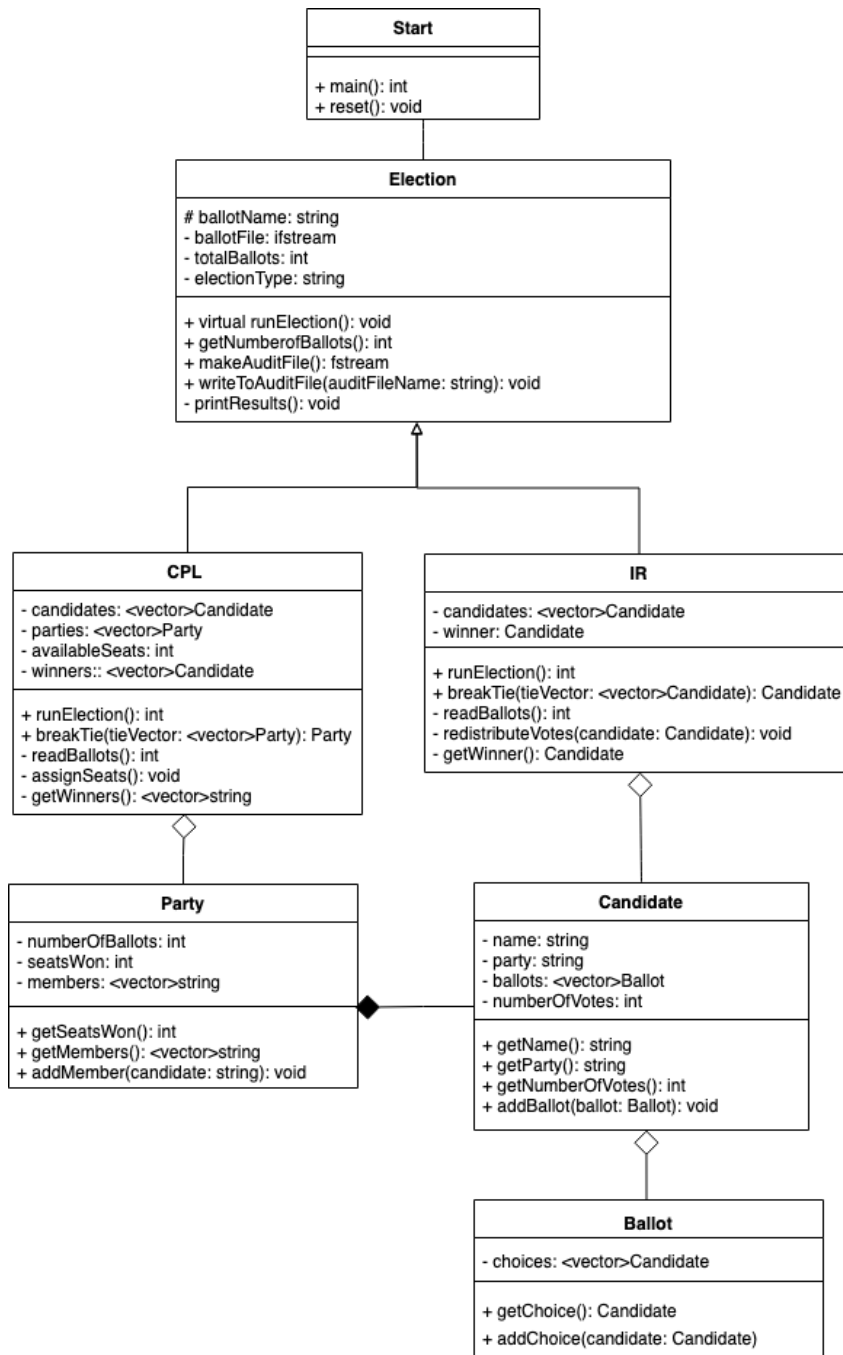 Start
+ main(): int
+ reset(): void
Election
# ballotName: string
- ballotFile: ifstream
- totalBallots: int
- electionType: string
+ virtual runElection(): void
+ getNumberofBallots(): int
+ makeAuditFile(): fstream
+ writeToAuditFile(auditFileName: string): void
- printResults(): void
CPL
- candidates: <vector>Candidate
- parties: <vector>Party
- availableSeats: int
- winners:: <vector>Candidate
+ runElection(): int
+ breakTie(tieVector: <vector>Party): Party
- readBallots(): int
- assignSeats(): void
- getWinners(): <vector>string
IR
- candidates: <vector>Candidate
- winner: Candidate
+ runElection(): int
+ breakTie(tieVector: <vector>Candidate): Candidate
- readBallots(): int
- redistributeVotes(candidate: Candidate): void
- getWinner(): Candidate
Party
- numberOfBallots: int
- seatsWon: int
- members: <vector>string
+ getSeatsWon(): int
+ getMembers(): <vector>string
+ addMember(candidate: string): void
Candidate
- name: string
- party: string
- ballots: <vector>Ballot
- numberOfVotes: int
+ getName(): string
+ getParty(): string
+ getNumberOfVotes(): int
+ addBallot(ballot: Ballot): void
Ballot
- choices: <vector>Candidate
+ getChoice(): Candidate
+ addChoice(candidate: Candidate)